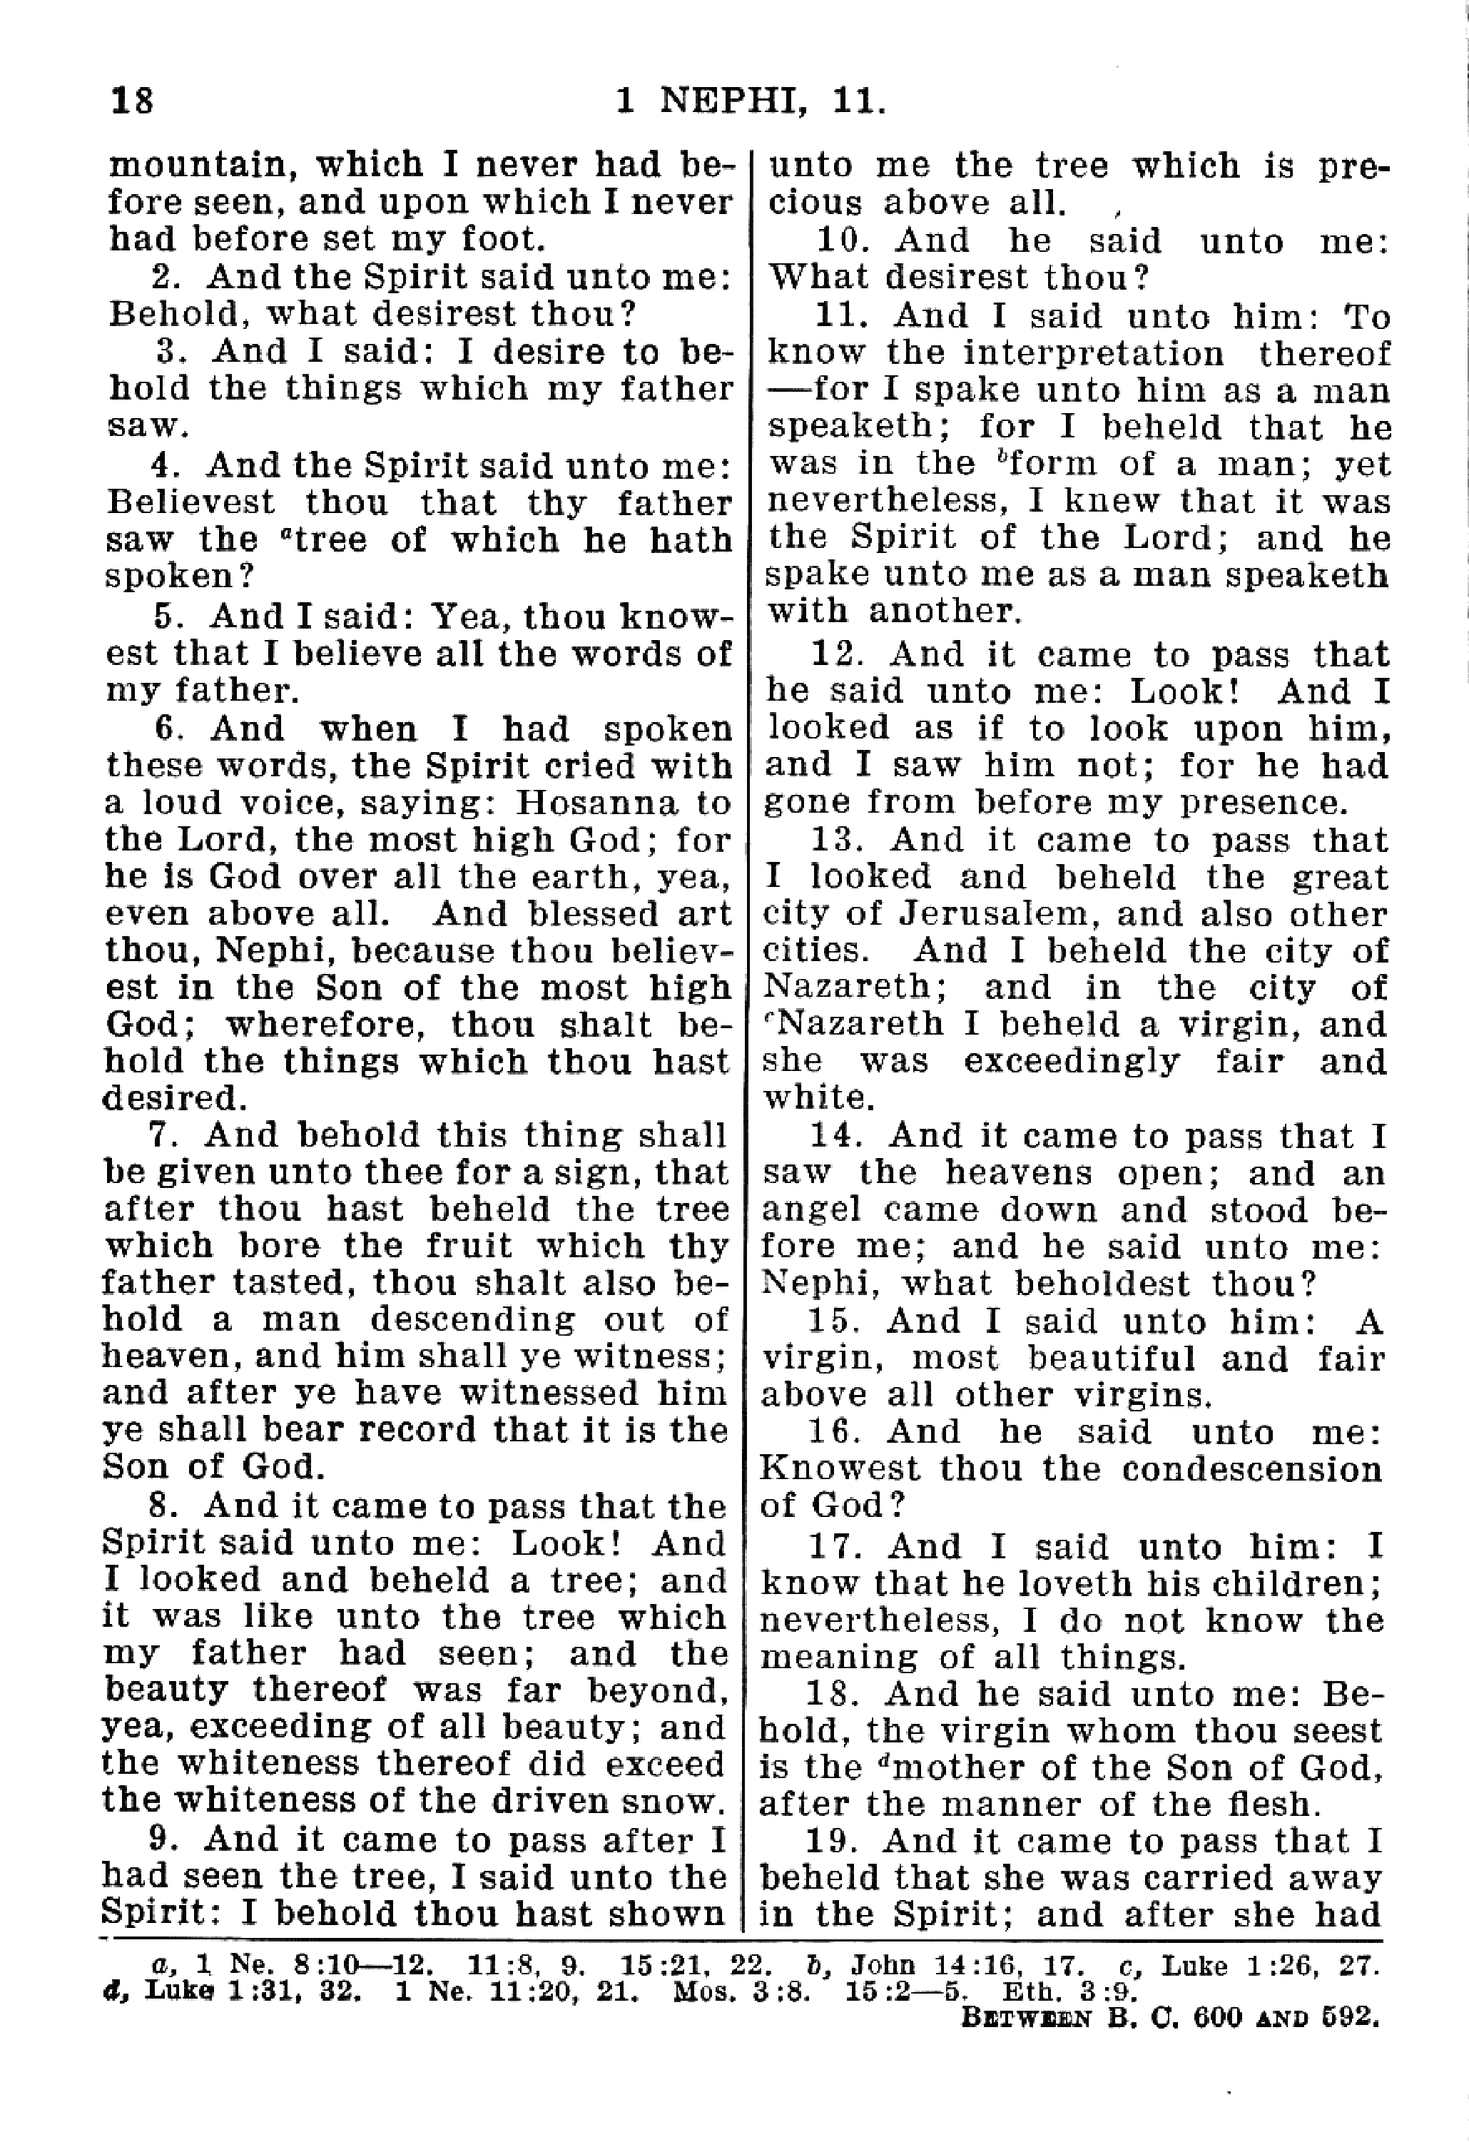 18
1 NEPHI, 11.
mountain, which I never had be-
fore seen, and upon which I never
had before set my foot.
2. And the Spirit said unto me:
Behold, what desirest thou?
3. And I said: I desire to be-
hold the things which my father
saw.
4. And the Spirit said unto me:
Believest thou that thy father
saw the atree of which he hath
spoken?
5. And I said: Yea, thou know-
est that I believe all the words of
my father.
6. And when I had spoken
these words, the Spirit cried with
a loud voice, saying: Hosanna to
the Lord, the most high God; for
he is God over all the earth, yea,
even above all. And blessed art
thou, Nephi, because thou believ-
est in the Son of the most high
God; wherefore, thou shalt be-
hold the things which thou hast
desired.
7. And behold this thing shall
be given unto thee for a sign, that
after thou hast beheld the tree
which bore the fruit which thy
father tasted, thou shalt also be-
hold a man descending out of
heaven, and him shall ye witness;
and after ye have witnessed him
ye shall bear record that it is the
Son of God.
8. And it came to pass that the
Spirit said unto me: Look! And
I looked and beheld a tree; and
it was like unto the tree which
my father had seen; and the
beauty thereof was far beyond,
yea, exceeding of all beauty; and
the whiteness thereof did exceed
the whiteness of the driven snow.
9. And it came to pass after I
had seen the tree, I said unto the
Spirit: I behold thou hast shown
unto me the tree which is pre-
cious above all.
10. And he said unto me:
What desirest thou?
11. And I said unto him: To
know the interpretation thereof
—for I spake unto him as a man
speaketh; for I beheld that he
was in the bform of a man; yet
nevertheless, I knew that it was
the Spirit of the Lord; and he
spake unto me as a man speaketh
with another.
12. And it came to pass that
he said unto me: Look! And I
looked as if to look upon him,
and I saw him not; for he had
gone from before my presence.
13. And it came to pass that
I looked and beheld the great
city of Jerusalem, and also other
cities. And I beheld the city of
Nazareth; and in the city of
cNazareth I beheld a virgin, and
she was exceedingly fair and
white.
14. And it came to pass that I
saw the heavens open; and an
angel came down and stood be-
fore me; and he said unto me:
Nephi, what beholdest thou?
15. And I said unto him: A
virgin, most beautiful and fair
above all other virgins.
16. And he said unto me:
Knowest thou the condescension
of God?
17. And I said unto him: I
know that he loveth his children;
nevertheless, I do not know the
meaning of all things.
18. And he said unto me: Be-
hold, the virgin whom thou seest
is the dmother of the Son of God,
after the manner of the flesh.
19. And it came to pass that I
beheld that she was carried away
in the Spirit; and after she had
a, 1 Ne. 8:10—12. 11:8, 9. 15:21, 22. b, John 14:16, 17. c, Luke 1:26, 27.
d, Luke 1:31, 32. 1 Ne. 11:20, 21. Mos. 3:8. 15:2—5. Eth. 3:9.
BETWEEN B. C. 600 AND 592.